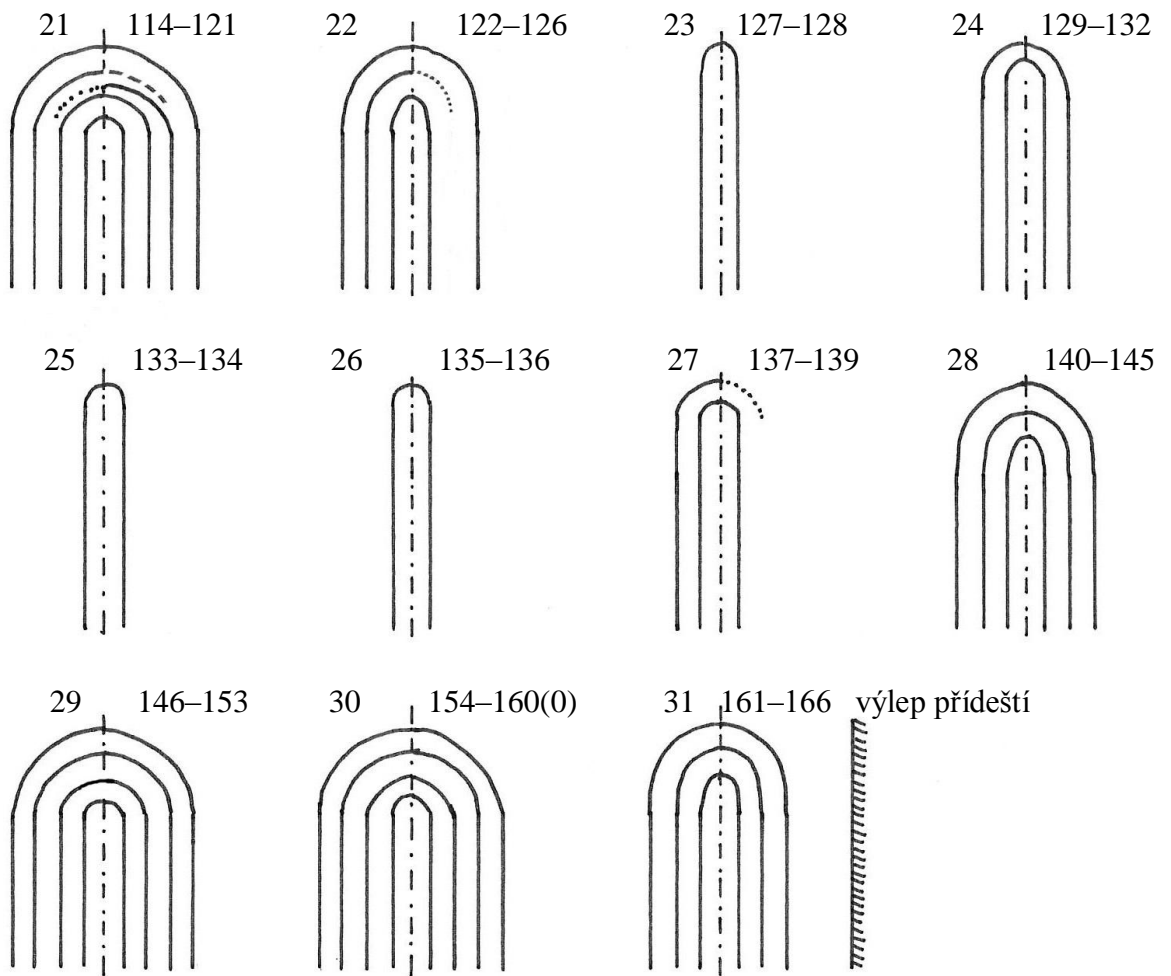 21 114–121 22 122–126 23 127–128 24 129–132
25 133–134 26 135–136 27 137–139 28 140–145
29 146–153 30 154–160(0) 31 161–166 výlep přídeští